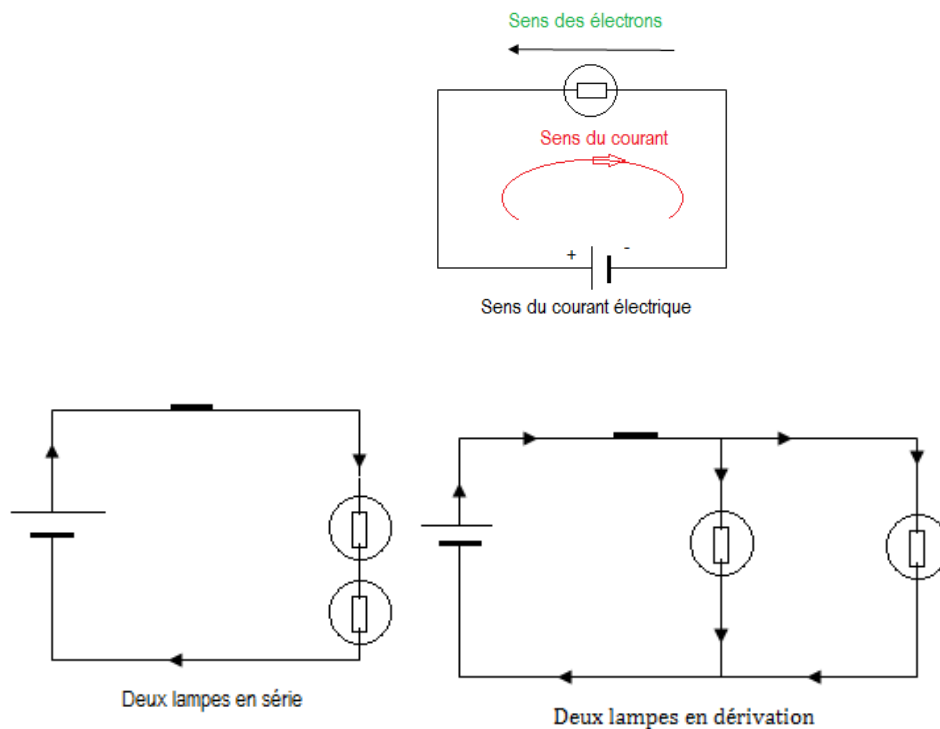 Sens des électrons
Sens du courant
+ -
Sens du courant électrique
Deux lampes en série
Deux lampes en dérivation